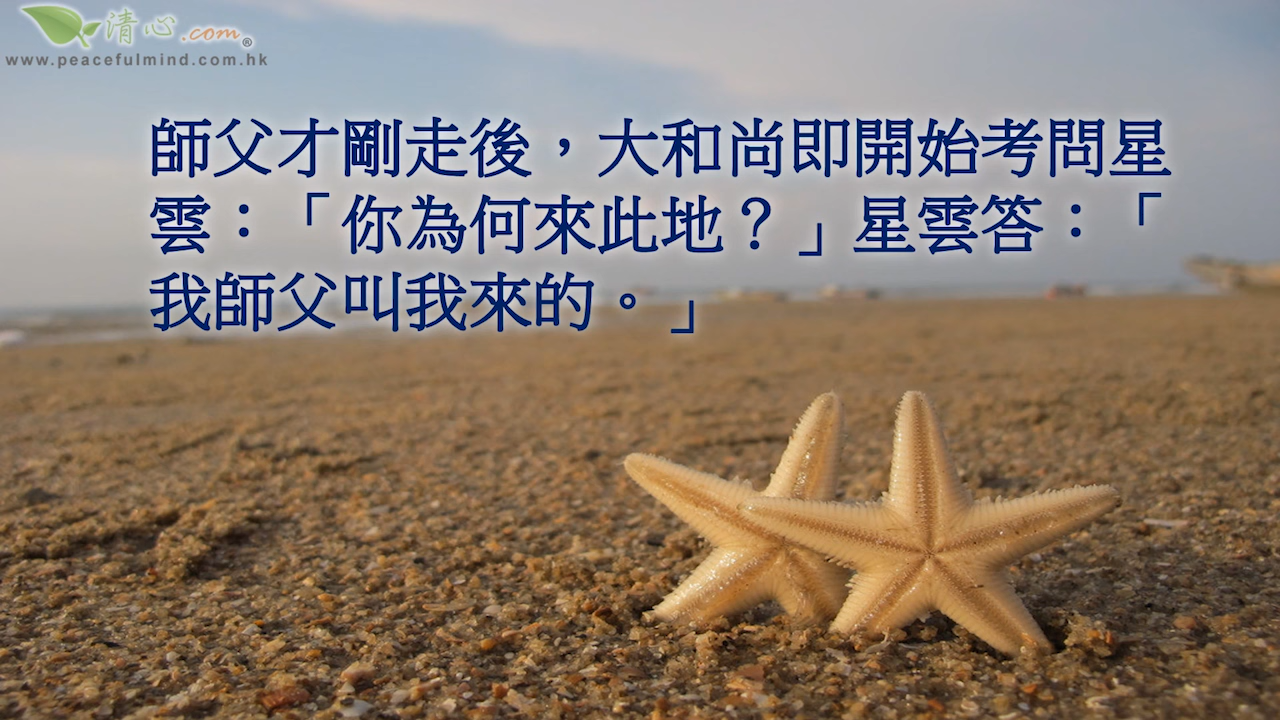 清心.com®
www.peacefulmind.com.hk
師父才剛走後，大和尚即開始考問星
雲：「你為何來此地？」星雲答：「
我師父叫我來的。」